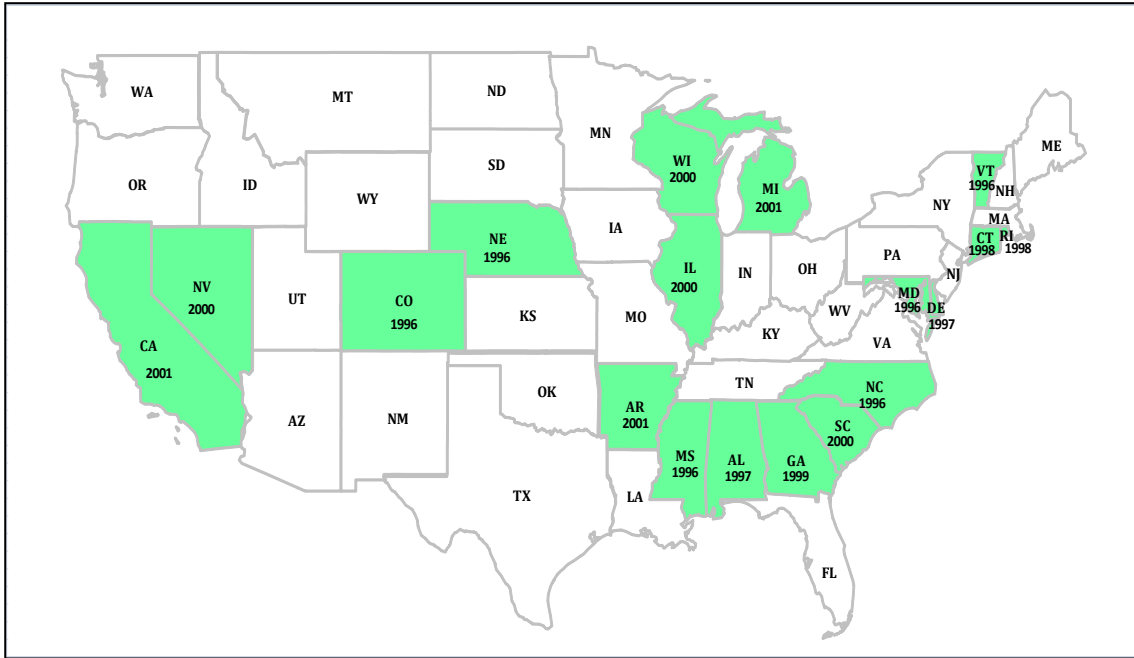 WA
MT
ND
MN
ME
OR
ID
SD
WI
2000
MI
2001
VT
1996
NH
WY
NY
MA
IA
NE
1996
CT
1998
RI
1998
PA
NV
2000
UT
CO
1996
IL
2000
IN
OH
NJ
MD
1996
DE
1997
KS
MO
WV
KY
VA
CA
2001
TN
NC
1996
AZ
NM
OK
AR
2001
SC
2000
MS
1996
AL
1997
GA
1999
TX
LA
FL